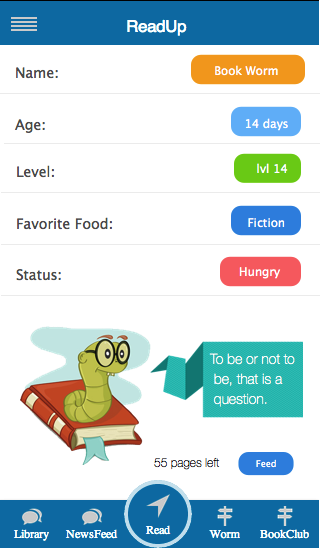 ReadUp
Name: Book Worm
Age: 14 days
Level: lvl 14
Favorite Food: Fiction
Status: Hungry
To be or not to
be, that is a
question.
55 pages left Feed
Library NewsFeed Read Worm BookClub